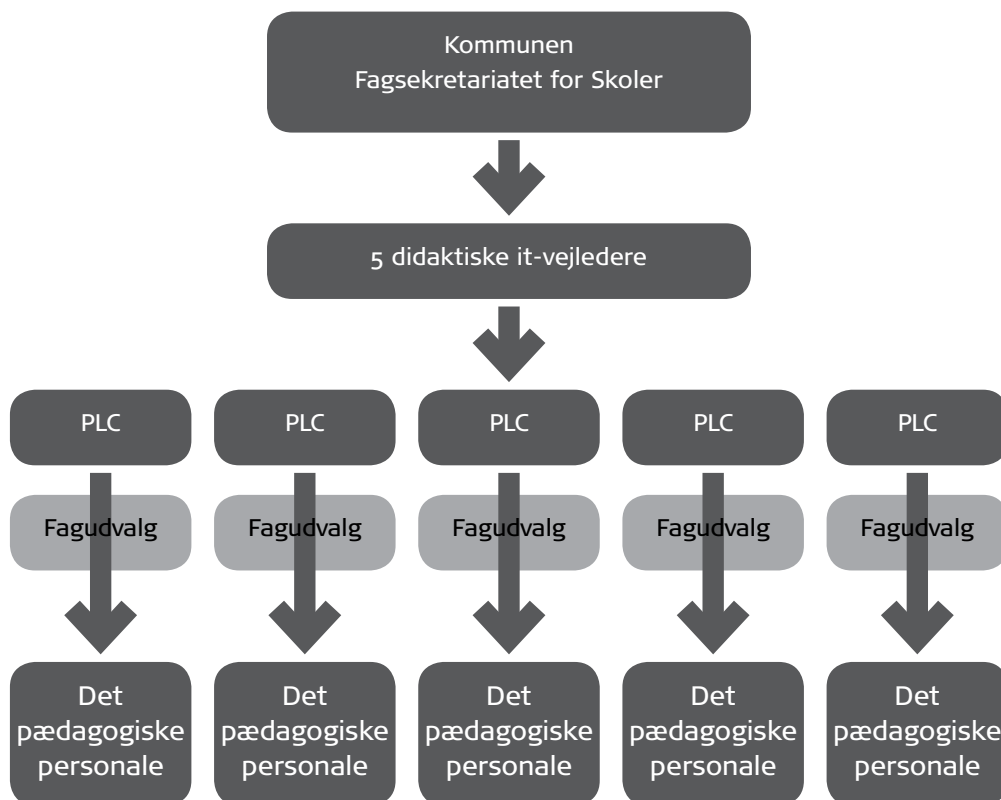 Kommunen
Fagsekretariatet for Skoler
5 didaktiske it-vejledere
PLC PLC PLC PLC PLC
Fagudvalg Fagudvalg Fagudvalg Fagudvalg Fagudvalg
Det Det Det Det Det
pædagogiske pædagogiske pædagogiske pædagogiske pædagogiske
personale personale personale personale personale